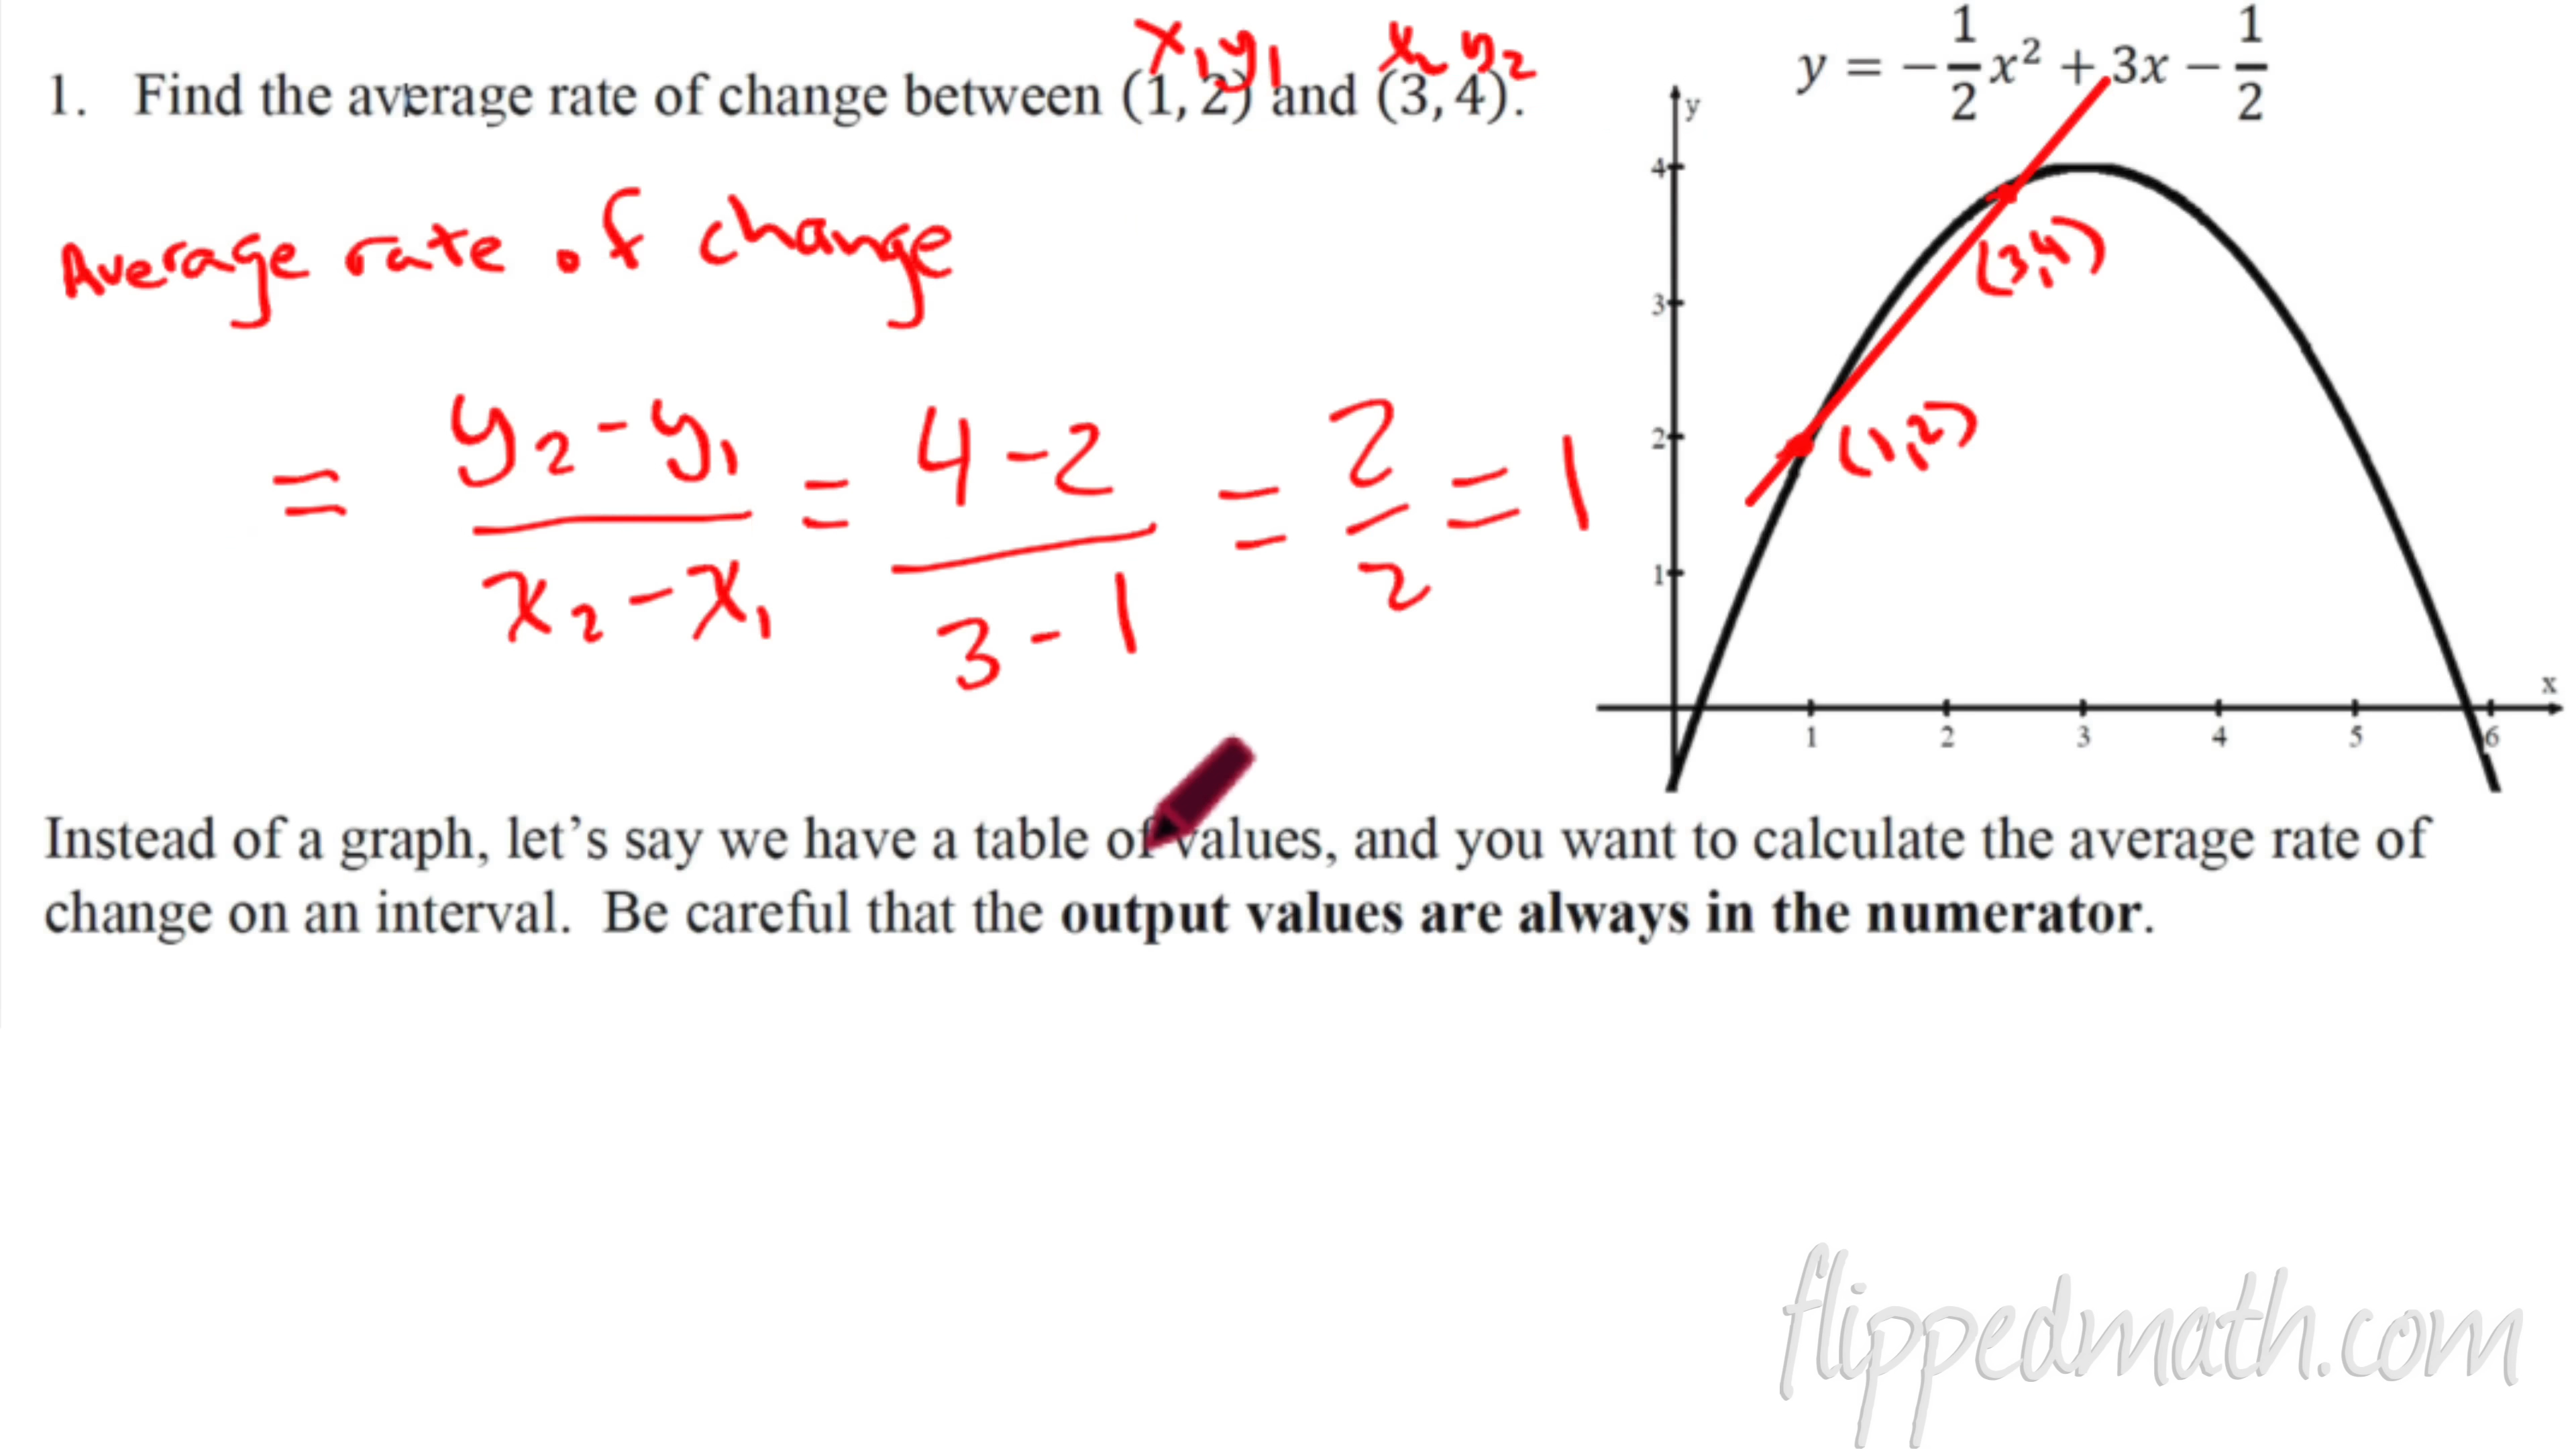 x₁ y₁ x₂ y₂
1. Find the average rate of change between (1, 2) and (3, 4).
Average rate of change
= y₂-y₁/x₂-x₁ = 4-2/3-1 = 2/2 = 1
y = -1/2x² + 3x - 1/2
y
4
3
2
1
(3,4)
(1,2)
x
1 2 3 4 5 6
Instead of a graph, let's say we have a table of values, and you want to calculate the average rate of
change on an interval. Be careful that the output values are always in the numerator.
flippedmath.com